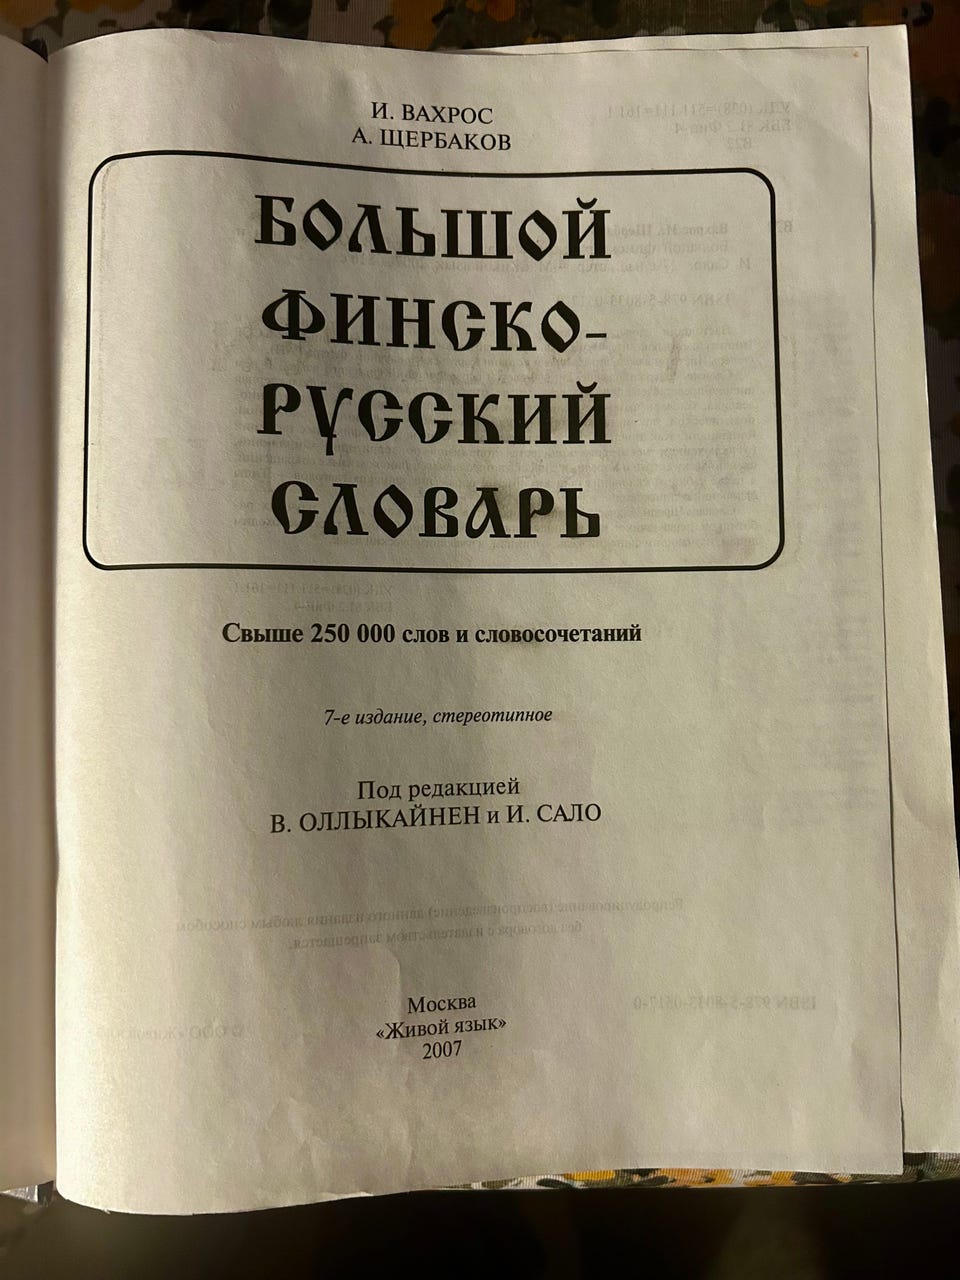 И. ВАХРОС
А. ЩЕРБАКОВ
БОЛЬШОЙ
ФИНСКО-
РУССКИЙ
СЛОВАРЬ
Свыше 250 000 слов и словосочетаний
7-е издание, стереотипное
Под редакцией
В. ОЛЛЫКАЙНЕН и И. САЛО
Москва
«Живой язык»
2007